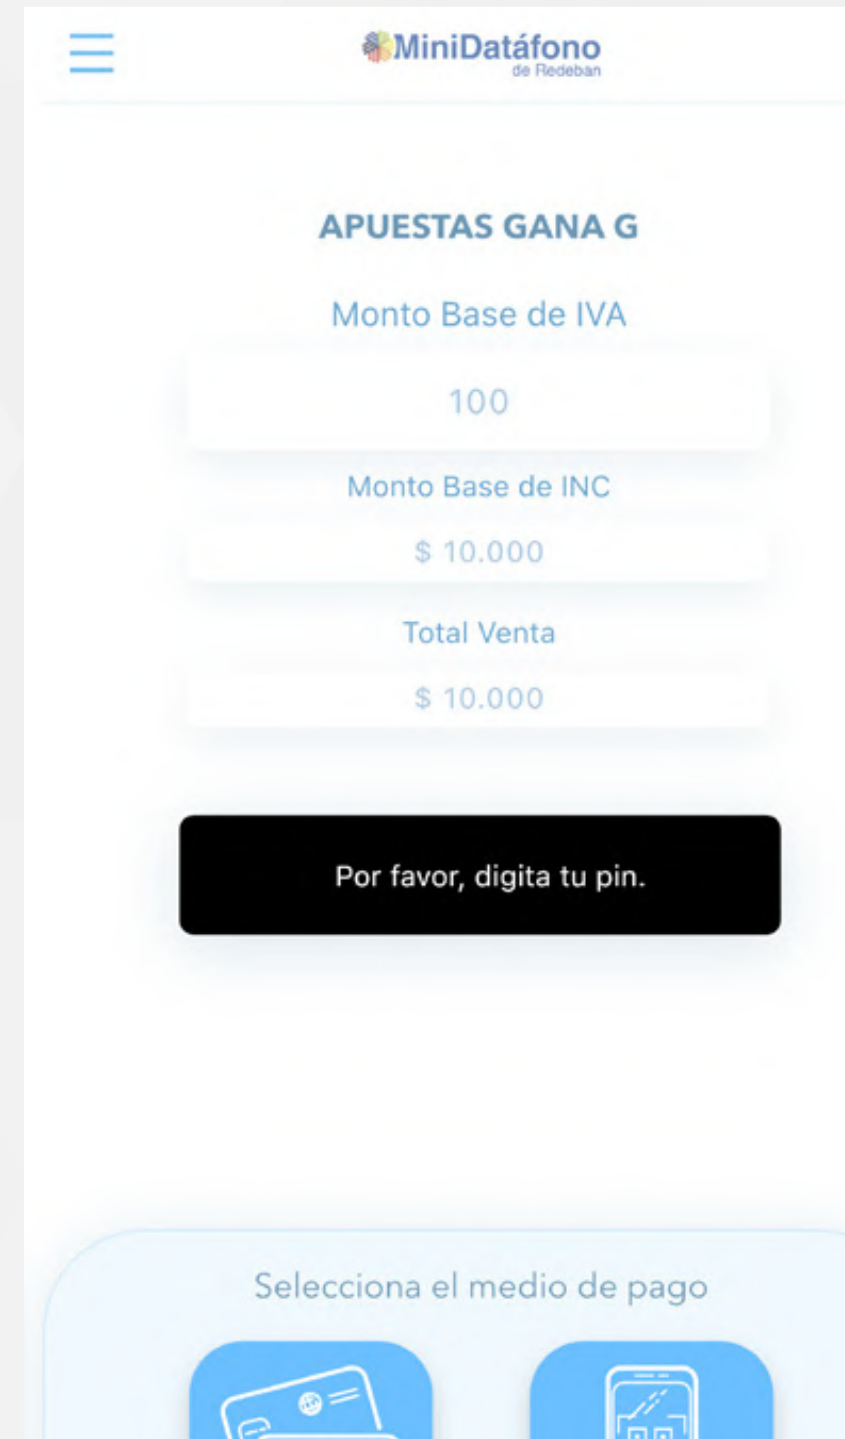 MiniDatáfono
de Redeban
APUESTAS GANA G
Monto Base de IVA
100
Monto Base de INC
$ 10.000
Total Venta
$ 10.000
Por favor, digita tu pin.
Selecciona el medio de pago